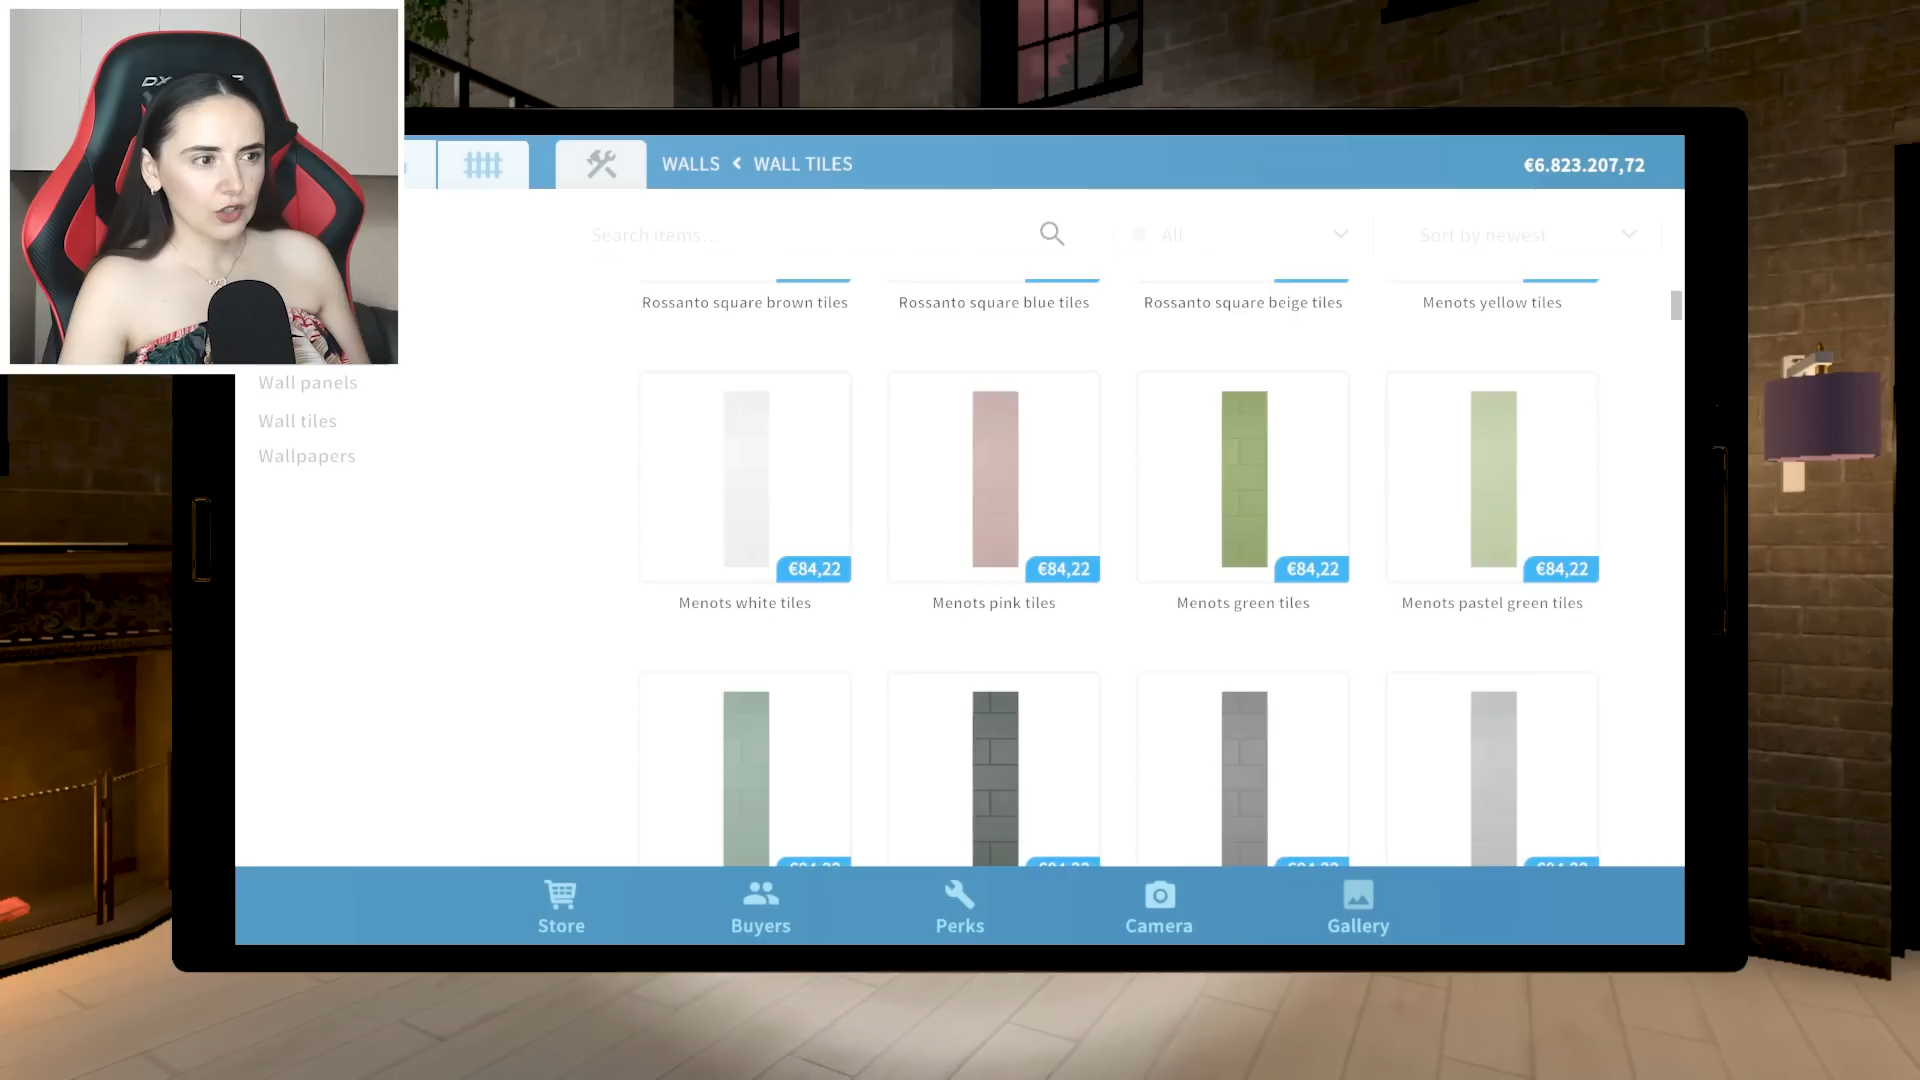 WALLS < WALL TILES
€6.823.207,72
Search items...
All
Sort by newest
Rossanto square brown tiles
Rossanto square blue tiles
Rossanto square beige tiles
Menots yellow tiles
Wall panels
Wall tiles
Wallpapers
€84,22
€84,22
€84,22
€84,22
Menots white tiles
Menots pink tiles
Menots green tiles
Menots pastel green tiles
Store
Buyers
Perks
Camera
Gallery